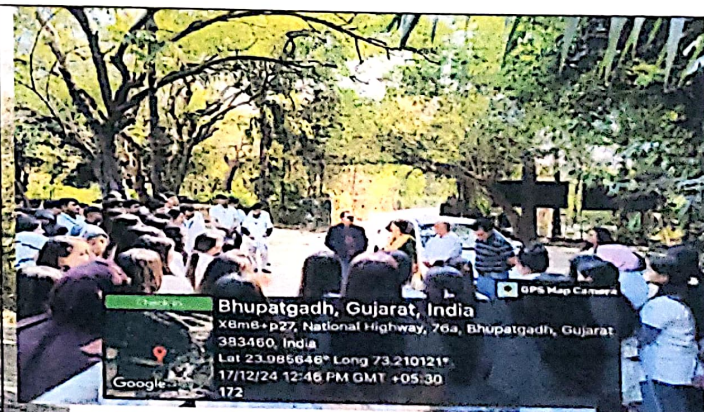 GPS Map Camera
Check in
Bhupatgadh, Gujarat, India
X6m6+p27, National Highway, 76a, Bhupatgadh, Gujarat
383460, India
Lat 23.985646° Long 73.210121°
17/12/24 12:46 PM GMT +05:30
172
Google